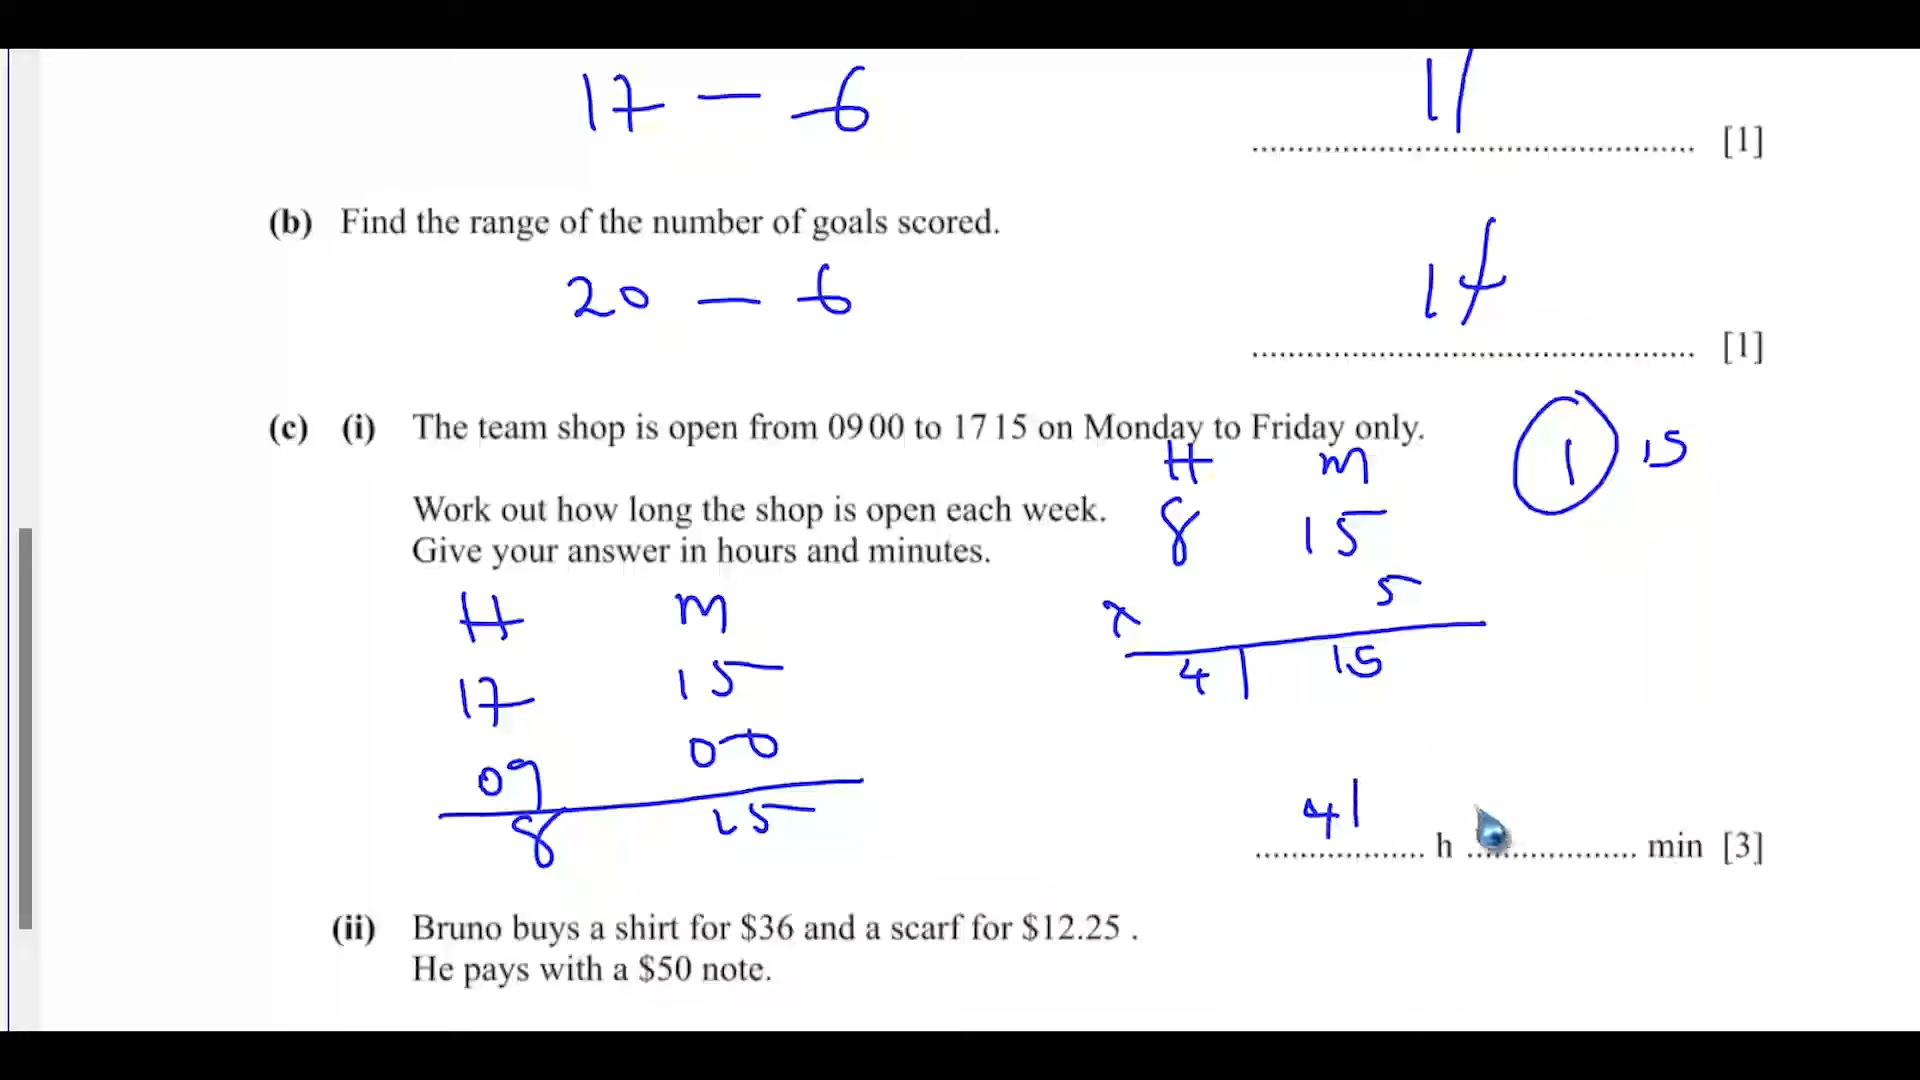 17 - 6
11
[1]
(b) Find the range of the number of goals scored.
20 - 6
14
[1]
(c) (i) The team shop is open from 09 00 to 17 15 on Monday to Friday only.
1 15
H M
Work out how long the shop is open each week.
8 15
Give your answer in hours and minutes.
5
H M
x
41 15
17 15
00
09
8 15
41
h min [3]
(ii) Bruno buys a shirt for $36 and a scarf for $12.25 .
He pays with a $50 note.